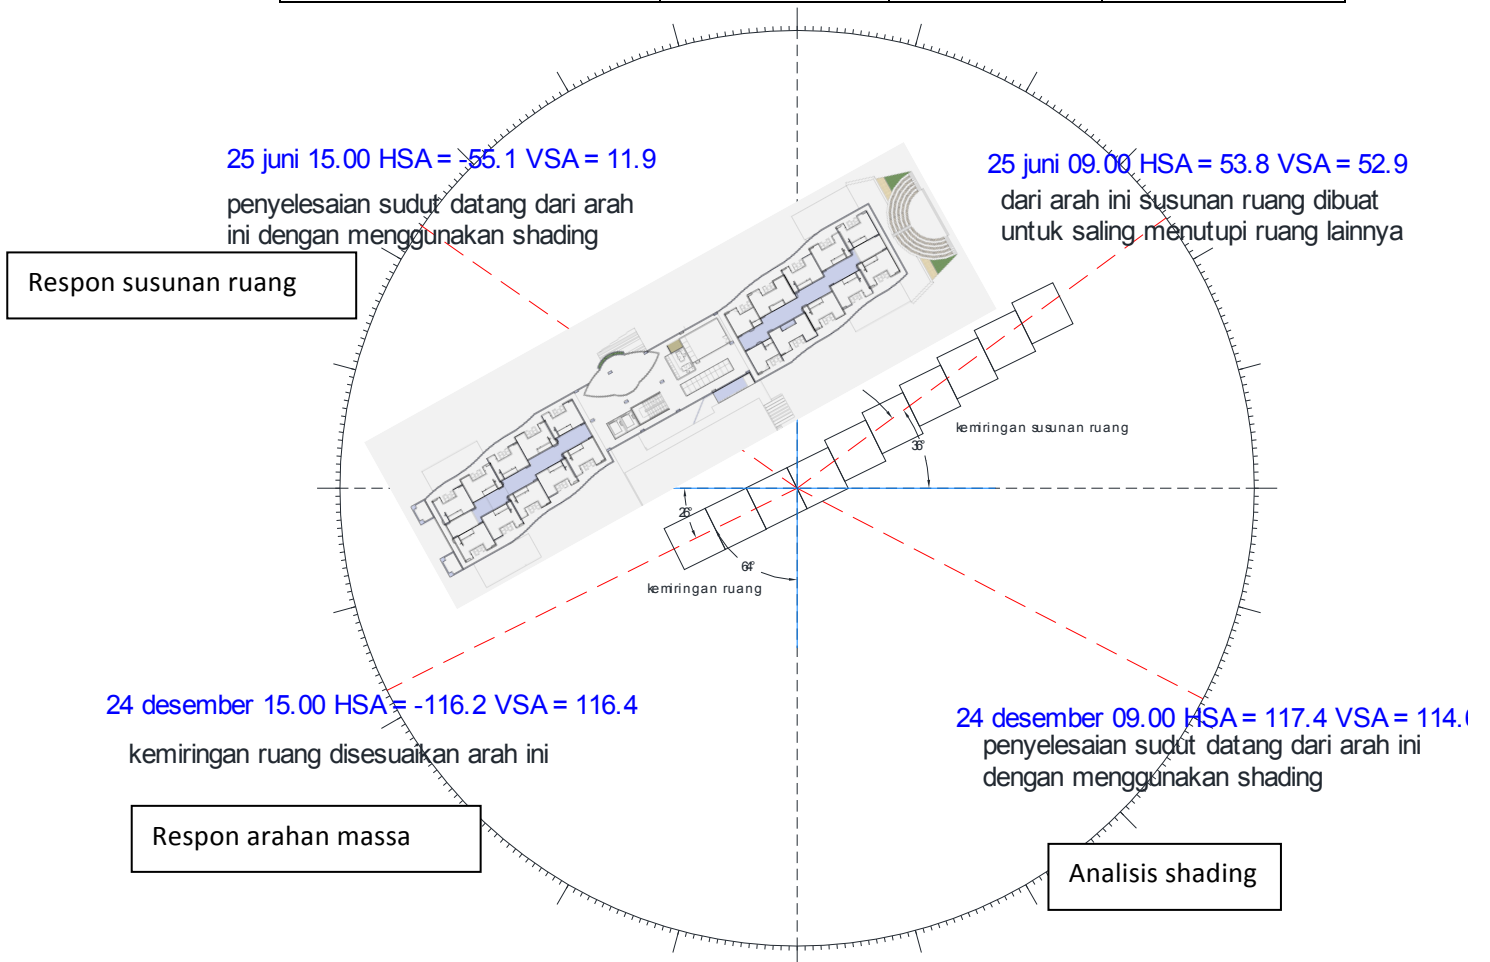 25 juni 15.00 HSA = -55.1 VSA = 11.9
penyelesaian sudut datang dari arah
ini dengan menggunakan shading
Respon susunan ruang
25 juni 09.00 HSA = 53.8 VSA = 52.9
dari arah ini susunan ruang dibuat
untuk saling menutupi ruang lainnya
kemiringan susunan ruang
36°
26°
64°
kemiringan ruang
24 desember 15.00 HSA = -116.2 VSA = 116.4
kemiringan ruang disesuaikan arah ini
Respon arahan massa
24 desember 09.00 HSA = 117.4 VSA = 114.
penyelesaian sudut datang dari arah ini
dengan menggunakan shading
Analisis shading